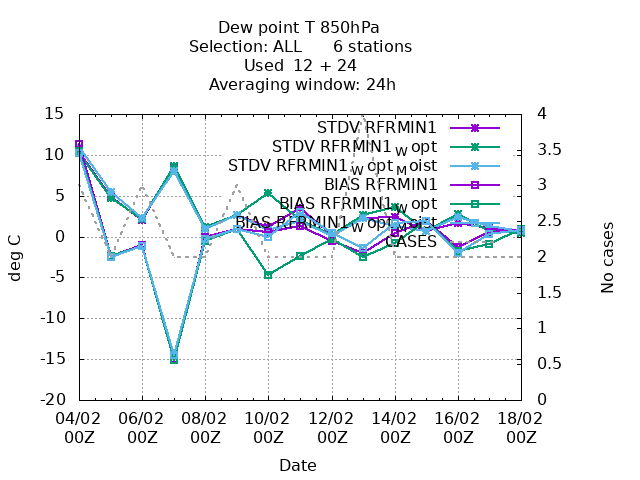 Dew point T 850hPa
Selection: ALL      6 stations
Used  12 + 24
Averaging window: 24h
15
10
5
0
-5
-10
-15
-20
deg C
4
3.5
3
2.5
2
1.5
1
0.5
0
No cases
STDV RFRMIN1
STDV RFRMIN1_W opt
STDV RFRMIN1_W opt_M oist
BIAS RFRMIN1
BIAS RFRMIN1_W opt
BIAS RFRMIN1_W opt_M oist
CASES
04/02 06/02 08/02 10/02 12/02 14/02 16/02 18/02
00Z 00Z 00Z 00Z 00Z 00Z 00Z 00Z
Date